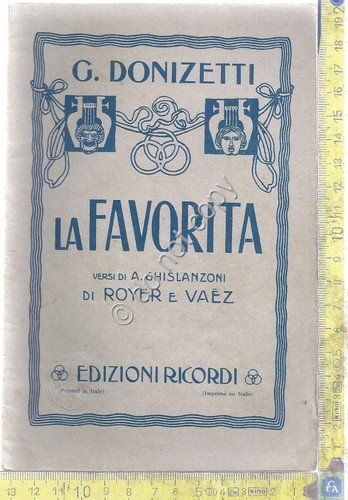 G. DONIZETTI
LA FAVORITA
VERSI DI A. GHISLANZONI
DI ROYER E VAËZ
EDIZIONI RICORDI
(Printed in Italy) (Imprimé en Italie)